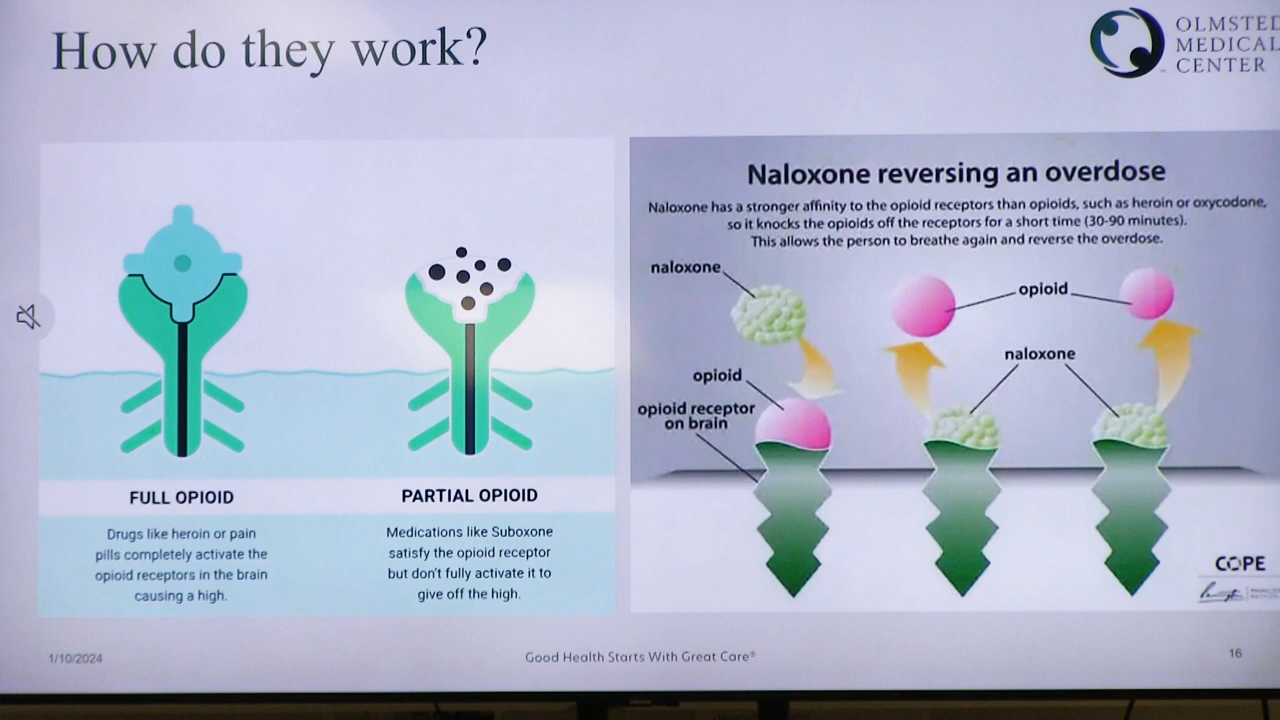 How do they work?
OLMSTED
MEDICAL
CENTER
FULL OPIOID
Drugs like heroin or pain
pills completely activate the
opioid receptors in the brain
causing a high.
PARTIAL OPIOID
Medications like Suboxone
satisfy the opioid receptor
but don't fully activate it to
give off the high.
Naloxone reversing an overdose
Naloxone has a stronger affinity to the opioid receptors than opioids, such as heroin or oxycodone,
so it knocks the opioids off the receptors for a short time (30-90 minutes).
This allows the person to breathe again and reverse the overdose.
naloxone
opioid
naloxone
opioid
opioid receptor
on brain
COPE
1/10/2024
Good Health Starts With Great Care®
16